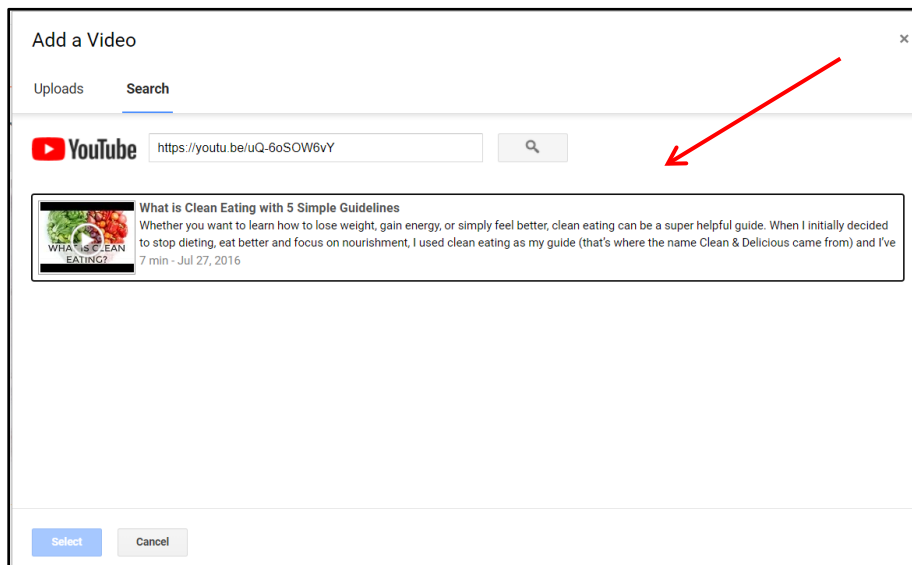 Add a Video
×
Uploads Search
YouTube https://youtu.be/uQ-6oSOW6vY
What is Clean Eating with 5 Simple Guidelines
Whether you want to learn how to lose weight, gain energy, or simply feel better, clean eating can be a super helpful guide. When I initially decided
to stop dieting, eat better and focus on nourishment, I used clean eating as my guide (that's where the name Clean & Delicious came from) and I've
WHAT IS CLEAN
EATING?
7 min - Jul 27, 2016
Select Cancel